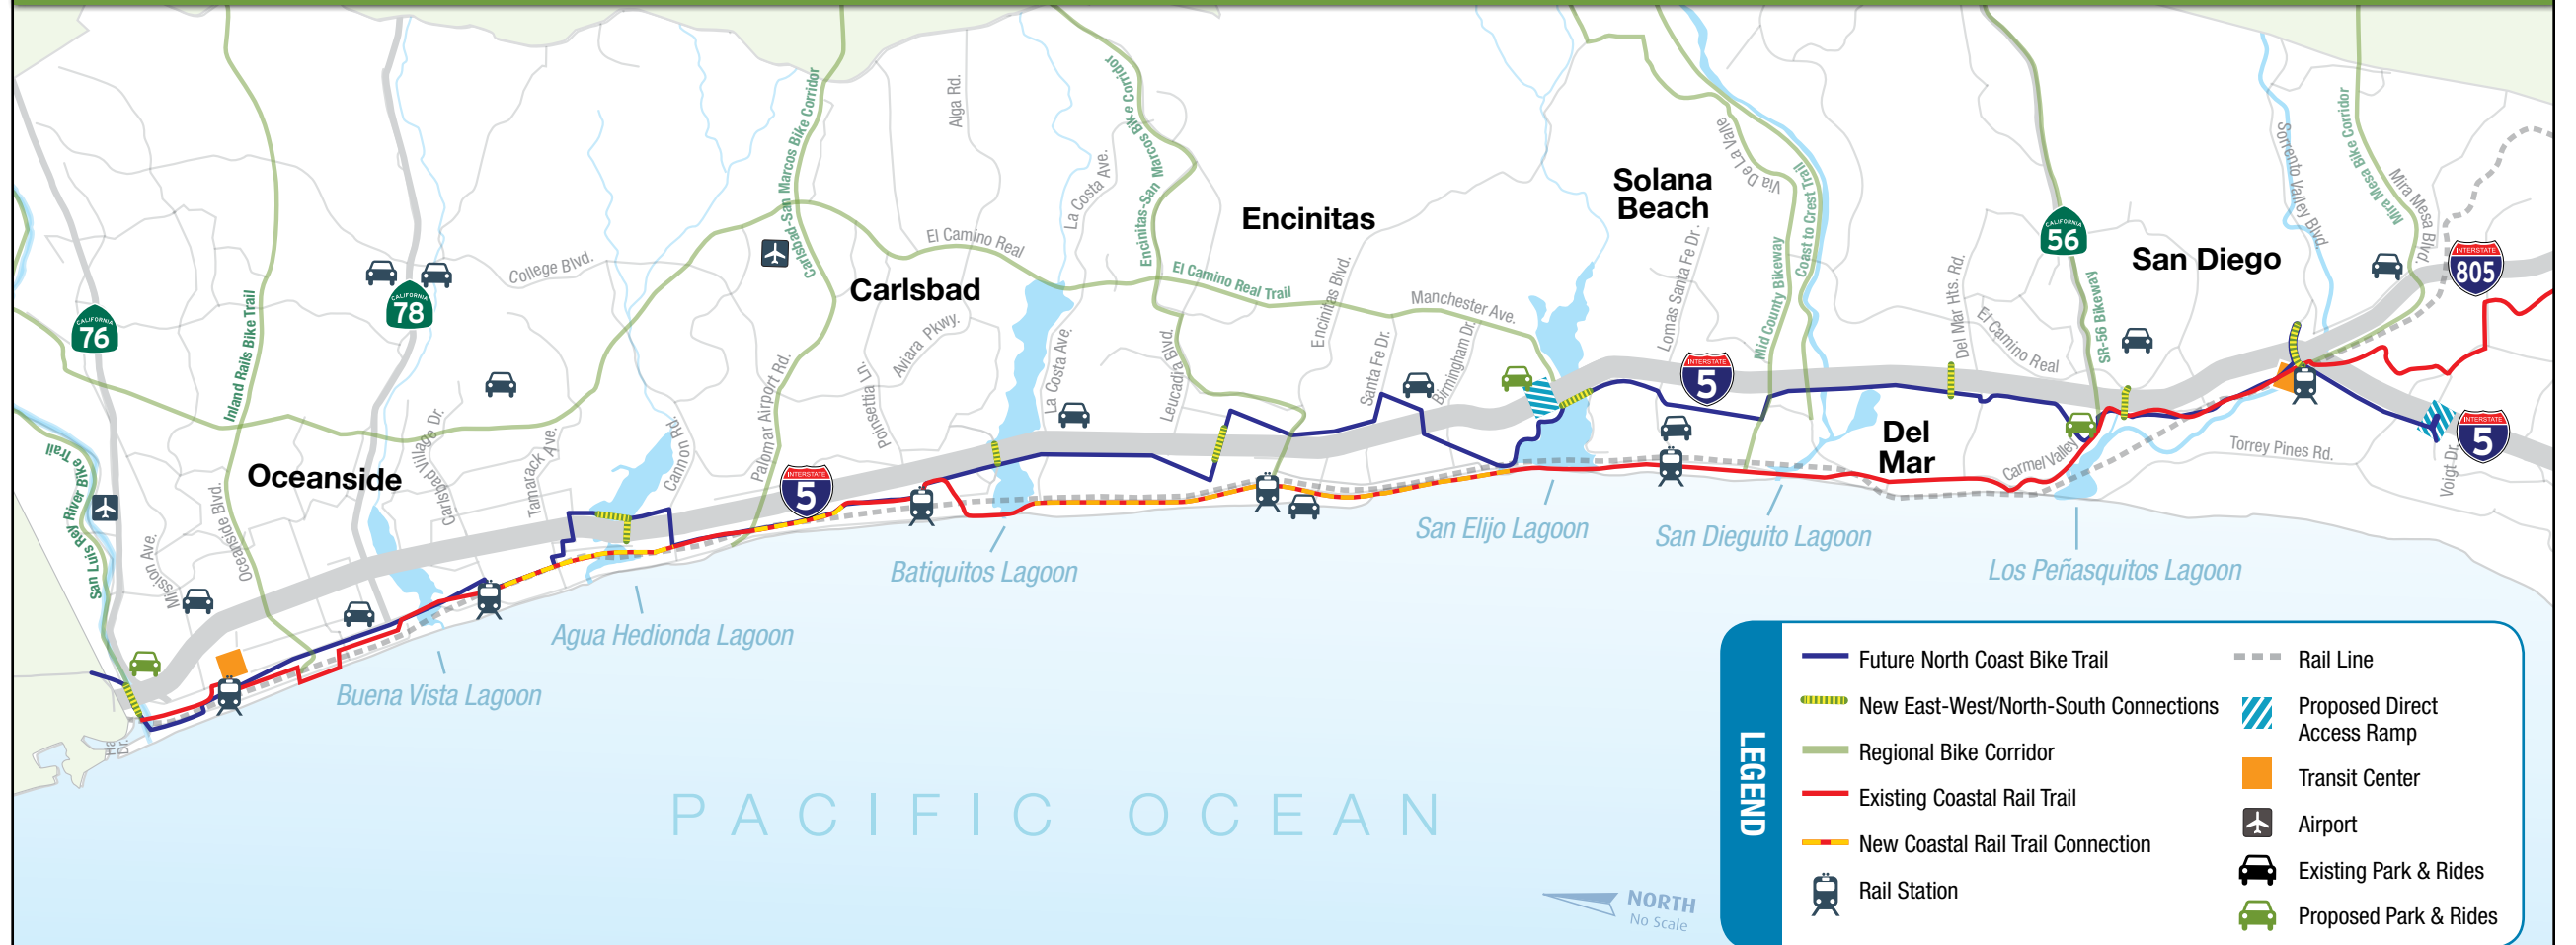 Carlsbad-San Marcos Bike Corridor
Alga Rd.
Encinitas-San Marcos Bike Corridor
La Costa Ave.
Encinitas
Solana
Beach
Via De La Valle
Coast to Crest Trail
Mid County Bikeway
Lomas Santa Fe Dr.
CALIFORNIA
56
San Diego
Sorrento Valley Blvd
Mira Mesa Bike Corridor
Mira Mesa Blvd.
INTERSTATE
805
CALIFORNIA
76
Inland Rails Bike Trail
CALIFORNIA
78
College Blvd.
Carlsbad
El Camino Real
El Camino Real Trail
Encinitas Blvd.
Manchester Ave.
Del Mar Hts. Rd.
El Camino Real
SR-56 Bikeway
Aviara Pkwy.
Poinsettia Ln.
Palomar Airport Rd.
La Costa Ave.
Leucadia Blvd.
Santa Fe Dr.
Birmingham Dr.
INTERSTATE
5
Oceanside
Carlsbad Village Dr.
Tamarack Ave.
Cannon Rd.
INTERSTATE
5
Del
Mar
Carmel Valley
Torrey Pines Rd.
Voigt Dr.
INTERSTATE
5
San Luis Rey River Bike Trail
Mission Ave.
Oceanside Blvd.
Dr.
Buena Vista Lagoon
Agua Hedionda Lagoon
Batiquitos Lagoon
San Elijo Lagoon
San Dieguito Lagoon
Los Peñasquitos Lagoon
PACIFIC OCEAN
NORTH
No Scale
LEGEND
Future North Coast Bike Trail
New East-West/North-South Connections
Regional Bike Corridor
Existing Coastal Rail Trail
New Coastal Rail Trail Connection
Rail Station
Rail Line
Proposed Direct
Access Ramp
Transit Center
Airport
Existing Park & Rides
Proposed Park & Rides